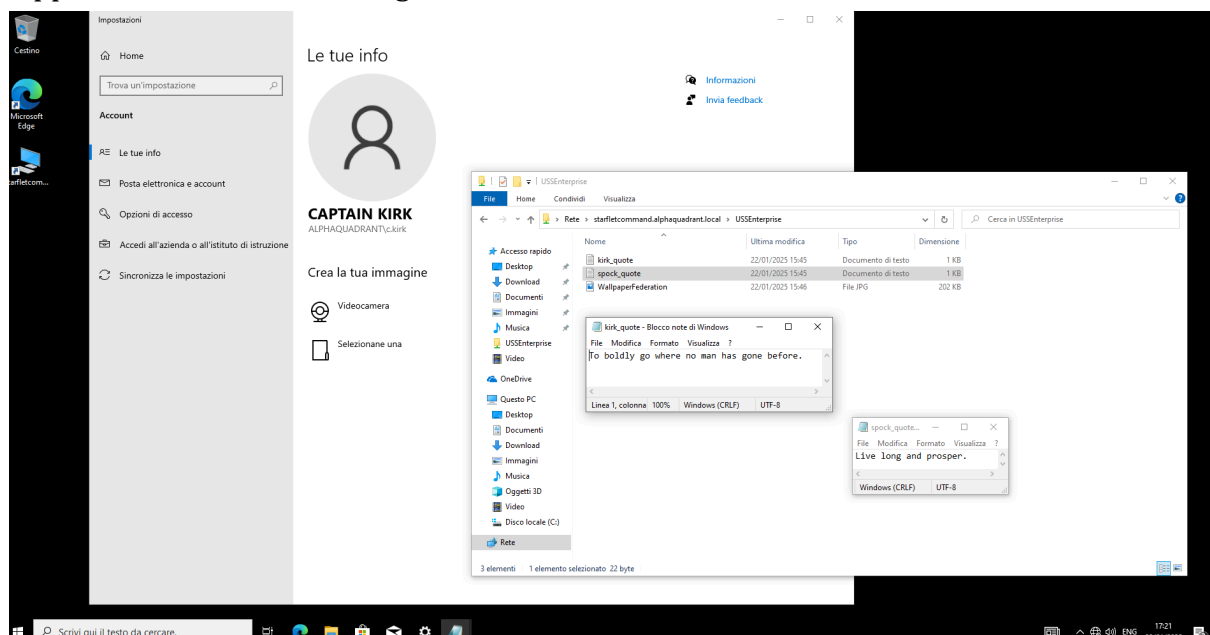 Cestino
Microsoft
Edge
Impostazioni
Home
Trova un'impostazione
Account
Le tue info
Posta elettronica e account
Opzioni di accesso
Accedi all'azienda o all'istituto di istruzione
Sincronizza le impostazioni
Le tue info
CAPTAIN KIRK
ALPHAQUADRANT\c.kirk
Crea la tua immagine
Videocamera
Selezionane una
Informazioni
Invia feedback
USSEnterprise
File Home Condividi Visualizza
Rete › starfletcommand.alphaquadrant.local › USSEnterprise
Cerca in USSEnterprise
Nome Ultima modifica Tipo Dimensione
kirk_quote 22/01/2025 15:45 Documento di testo 1 KB
spock_quote 22/01/2025 15:45 Documento di testo 1 KB
WallpaperFederation 22/01/2025 15:46 File JPG 202 KB
Accesso rapido
Desktop
Download
Documenti
Immagini
Musica
USSEnterprise
Video
OneDrive
Questo PC
Desktop
Documenti
Download
Immagini
Musica
Oggetti 3D
Video
Disco locale (C:)
Rete
3 elementi 1 elemento selezionato 22 byte
kirk_quote - Blocco note di Windows
File Modifica Formato Visualizza ?
To boldly go where no man has gone before.
Linea 1, colonna 100% Windows (CRLF) UTF-8
spock_quote...
File Modifica Formato Visualizza ?
Live long and prosper.
Windows (CRLF) UTF-8
Scrivi qui il testo da cercare.
ENG
17:21